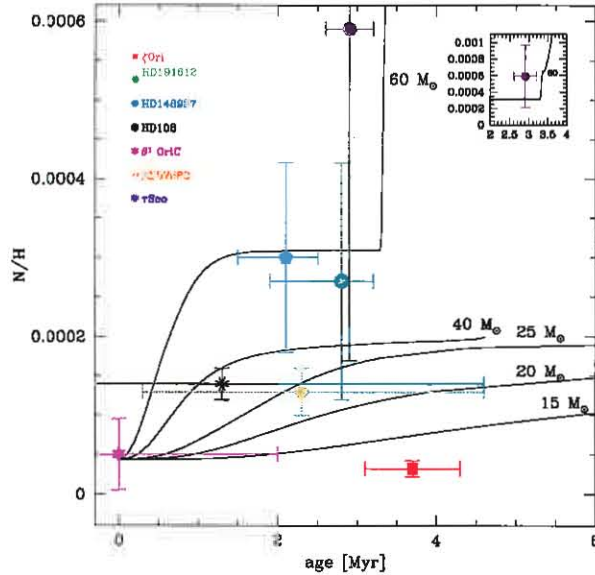 0.0006
0.0004
0.0002
0
N/H
ζOri
HD191612
HD108
θ¹ OriC
60 M⊙
0.001
0.0008
0.0006
0.0004
0.0002
0
60
2 2.5 3 3.5 4
40 M⊙
25 M⊙
20 M⊙
15 M⊙
0 2 4 6
age [Myr]